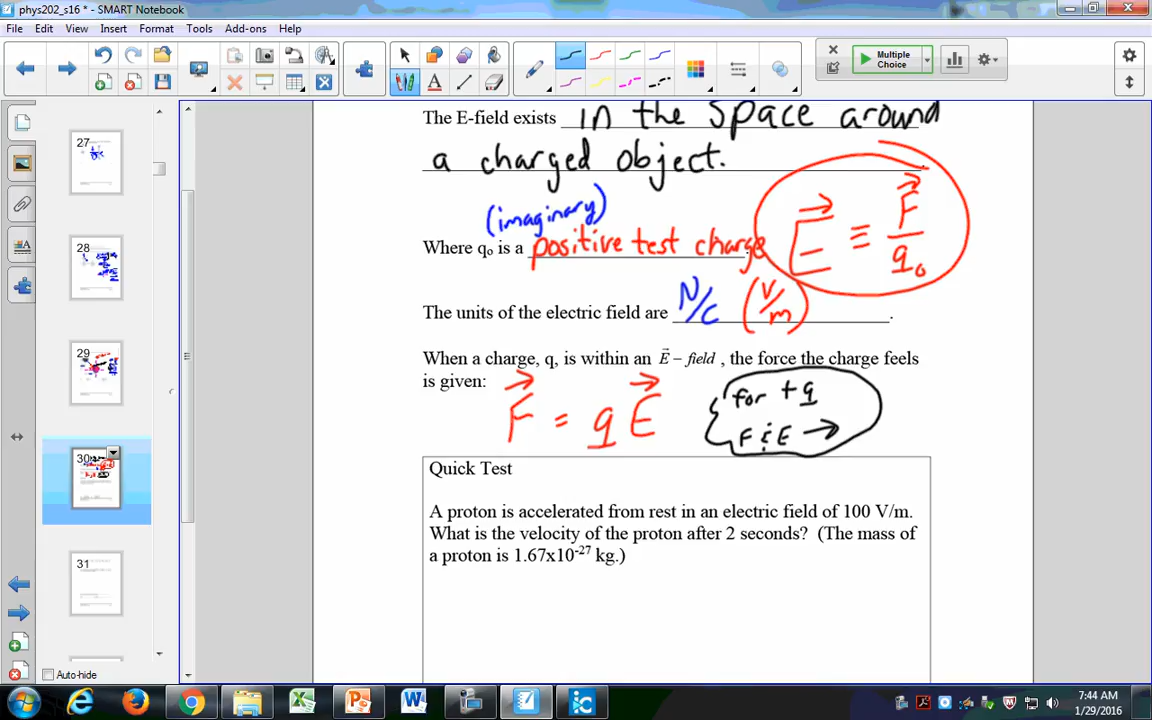 phys202_s16 * - SMART Notebook
File Edit View Insert Format Tools Add-ons Help
Multiple
Choice
27
28
29
30
31
Auto-hide
The E-field exists in the space around
a charged object.
(imaginary)
Where q₀ is a positive test charge.
E ≡ F/q₀
The units of the electric field are N/C (V/m).
When a charge, q, is within an E – field, the force the charge feels
is given:
F = qE
for +q
F & E →
Quick Test
A proton is accelerated from rest in an electric field of 100 V/m.
What is the velocity of the proton after 2 seconds? (The mass of
a proton is 1.67x10⁻²⁷ kg.)
7:44 AM
1/29/2016